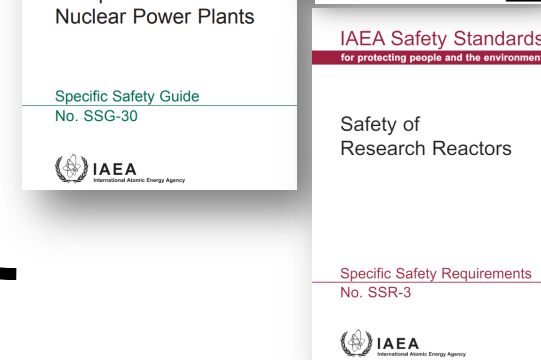 Nuclear Power Plants
Specific Safety Guide
No. SSG-30
IAEA
International Atomic Energy Agency
IAEA Safety Standards
for protecting people and the environment
Safety of
Research Reactors
Specific Safety Requirements
No. SSR-3
IAEA
International Atomic Energy Agency